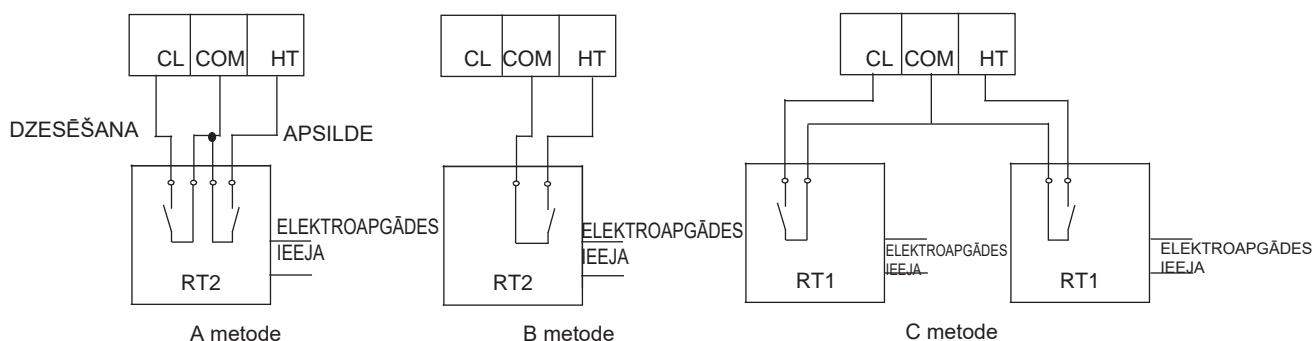 CL COM HT
DZESĒŠANA
APSILDE
ELEKTROAPGĀDES
IEEJA
RT2
A metode
CL COM HT
ELEKTROAPGĀDES
IEEJA
RT2
B metode
CL COM HT
ELEKTROAPGĀDES
IEEJA
RT1
ELEKTROAPGĀDES
IEEJA
RT1
C metode